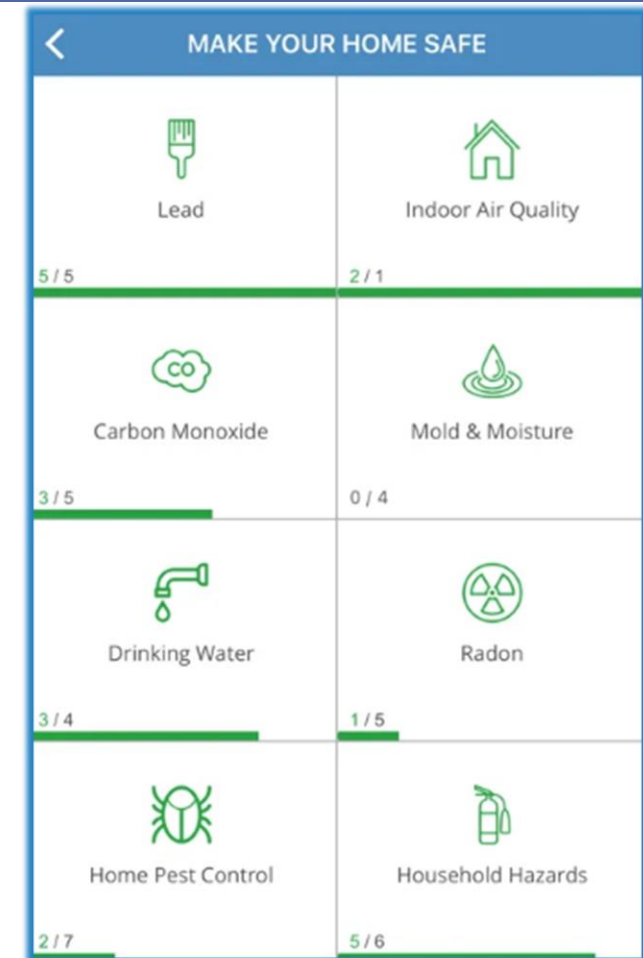 MAKE YOUR HOME SAFE
Lead
5 / 5
Indoor Air Quality
2 / 1
CO
Carbon Monoxide
3 / 5
Mold & Moisture
0 / 4
Drinking Water
3 / 4
Radon
1 / 5
Home Pest Control
2 / 7
Household Hazards
5 / 6